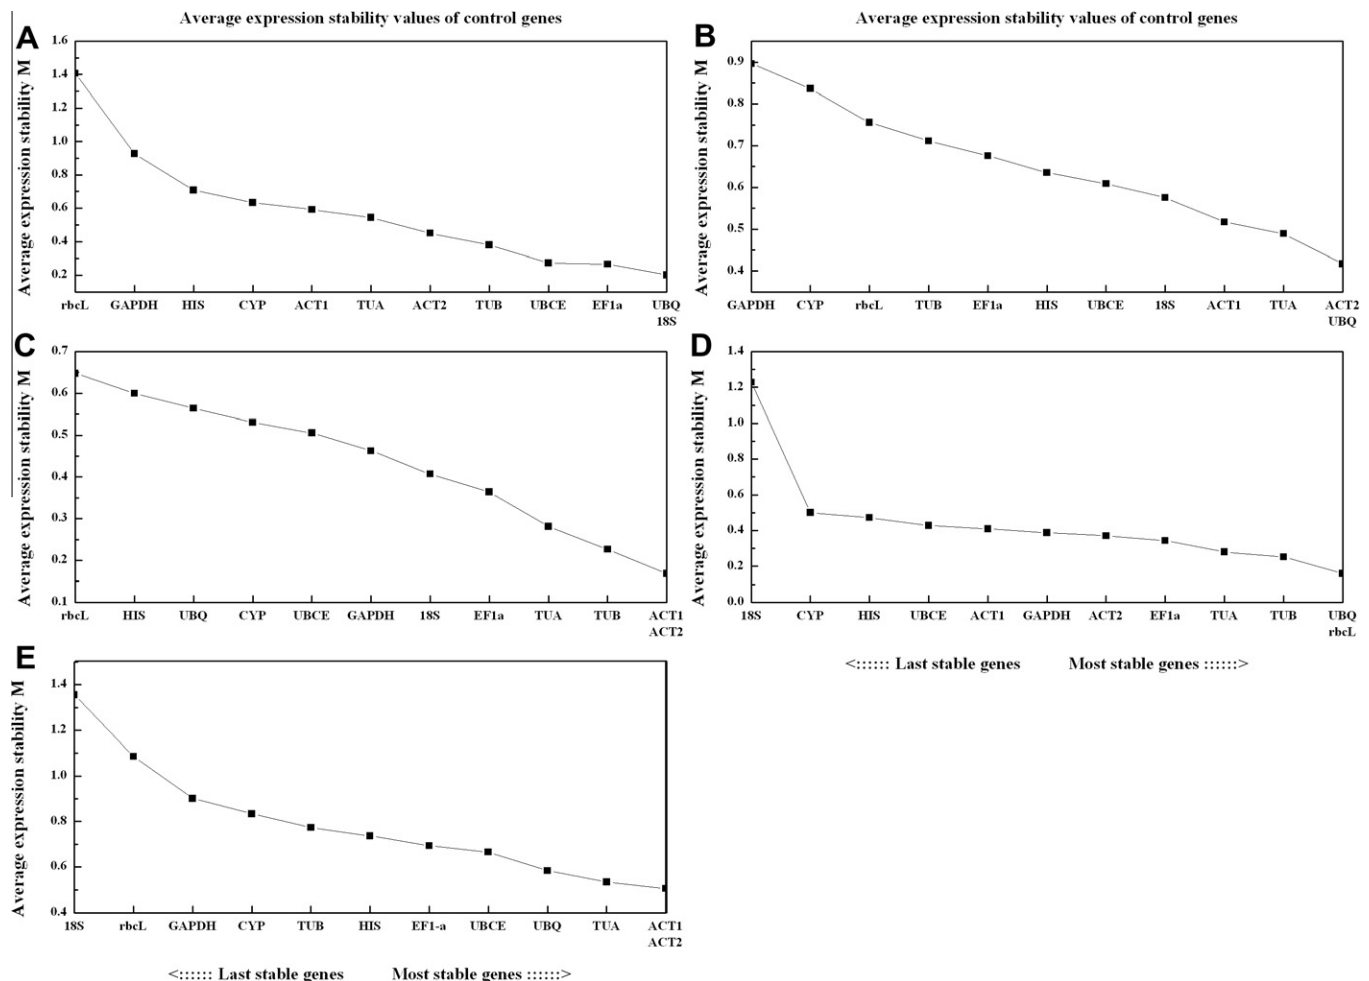 Average expression stability values of control genes
A
Average expression stability M
1.6
1.4
1.2
1.0
0.8
0.6
0.4
0.2
rbcL GAPDH HIS CYP ACT1 TUA ACT2 TUB UBCE EF1a UBQ
18S
Average expression stability values of control genes
B
Average expression stability M
0.9
0.8
0.7
0.6
0.5
0.4
GAPDH CYP rbcL TUB EF1a HIS UBCE 18S ACT1 TUA ACT2
UBQ
C
Average expression stability M
0.7
0.6
0.5
0.4
0.3
0.2
0.1
rbcL HIS UBQ CYP UBCE GAPDH 18S EF1a TUA TUB ACT1
ACT2
D
Average expression stability M
1.4
1.2
1.0
0.8
0.6
0.4
0.2
0.0
18S CYP HIS UBCE ACT1 GAPDH ACT2 EF1a TUA TUB UBQ
rbcL
<:::::: Last stable genes Most stable genes ::::::>
E
Average expression stability M
1.4
1.2
1.0
0.8
0.6
0.4
18S rbcL GAPDH CYP TUB HIS EF1-a UBCE UBQ TUA ACT1
ACT2
<:::::: Last stable genes Most stable genes ::::::>